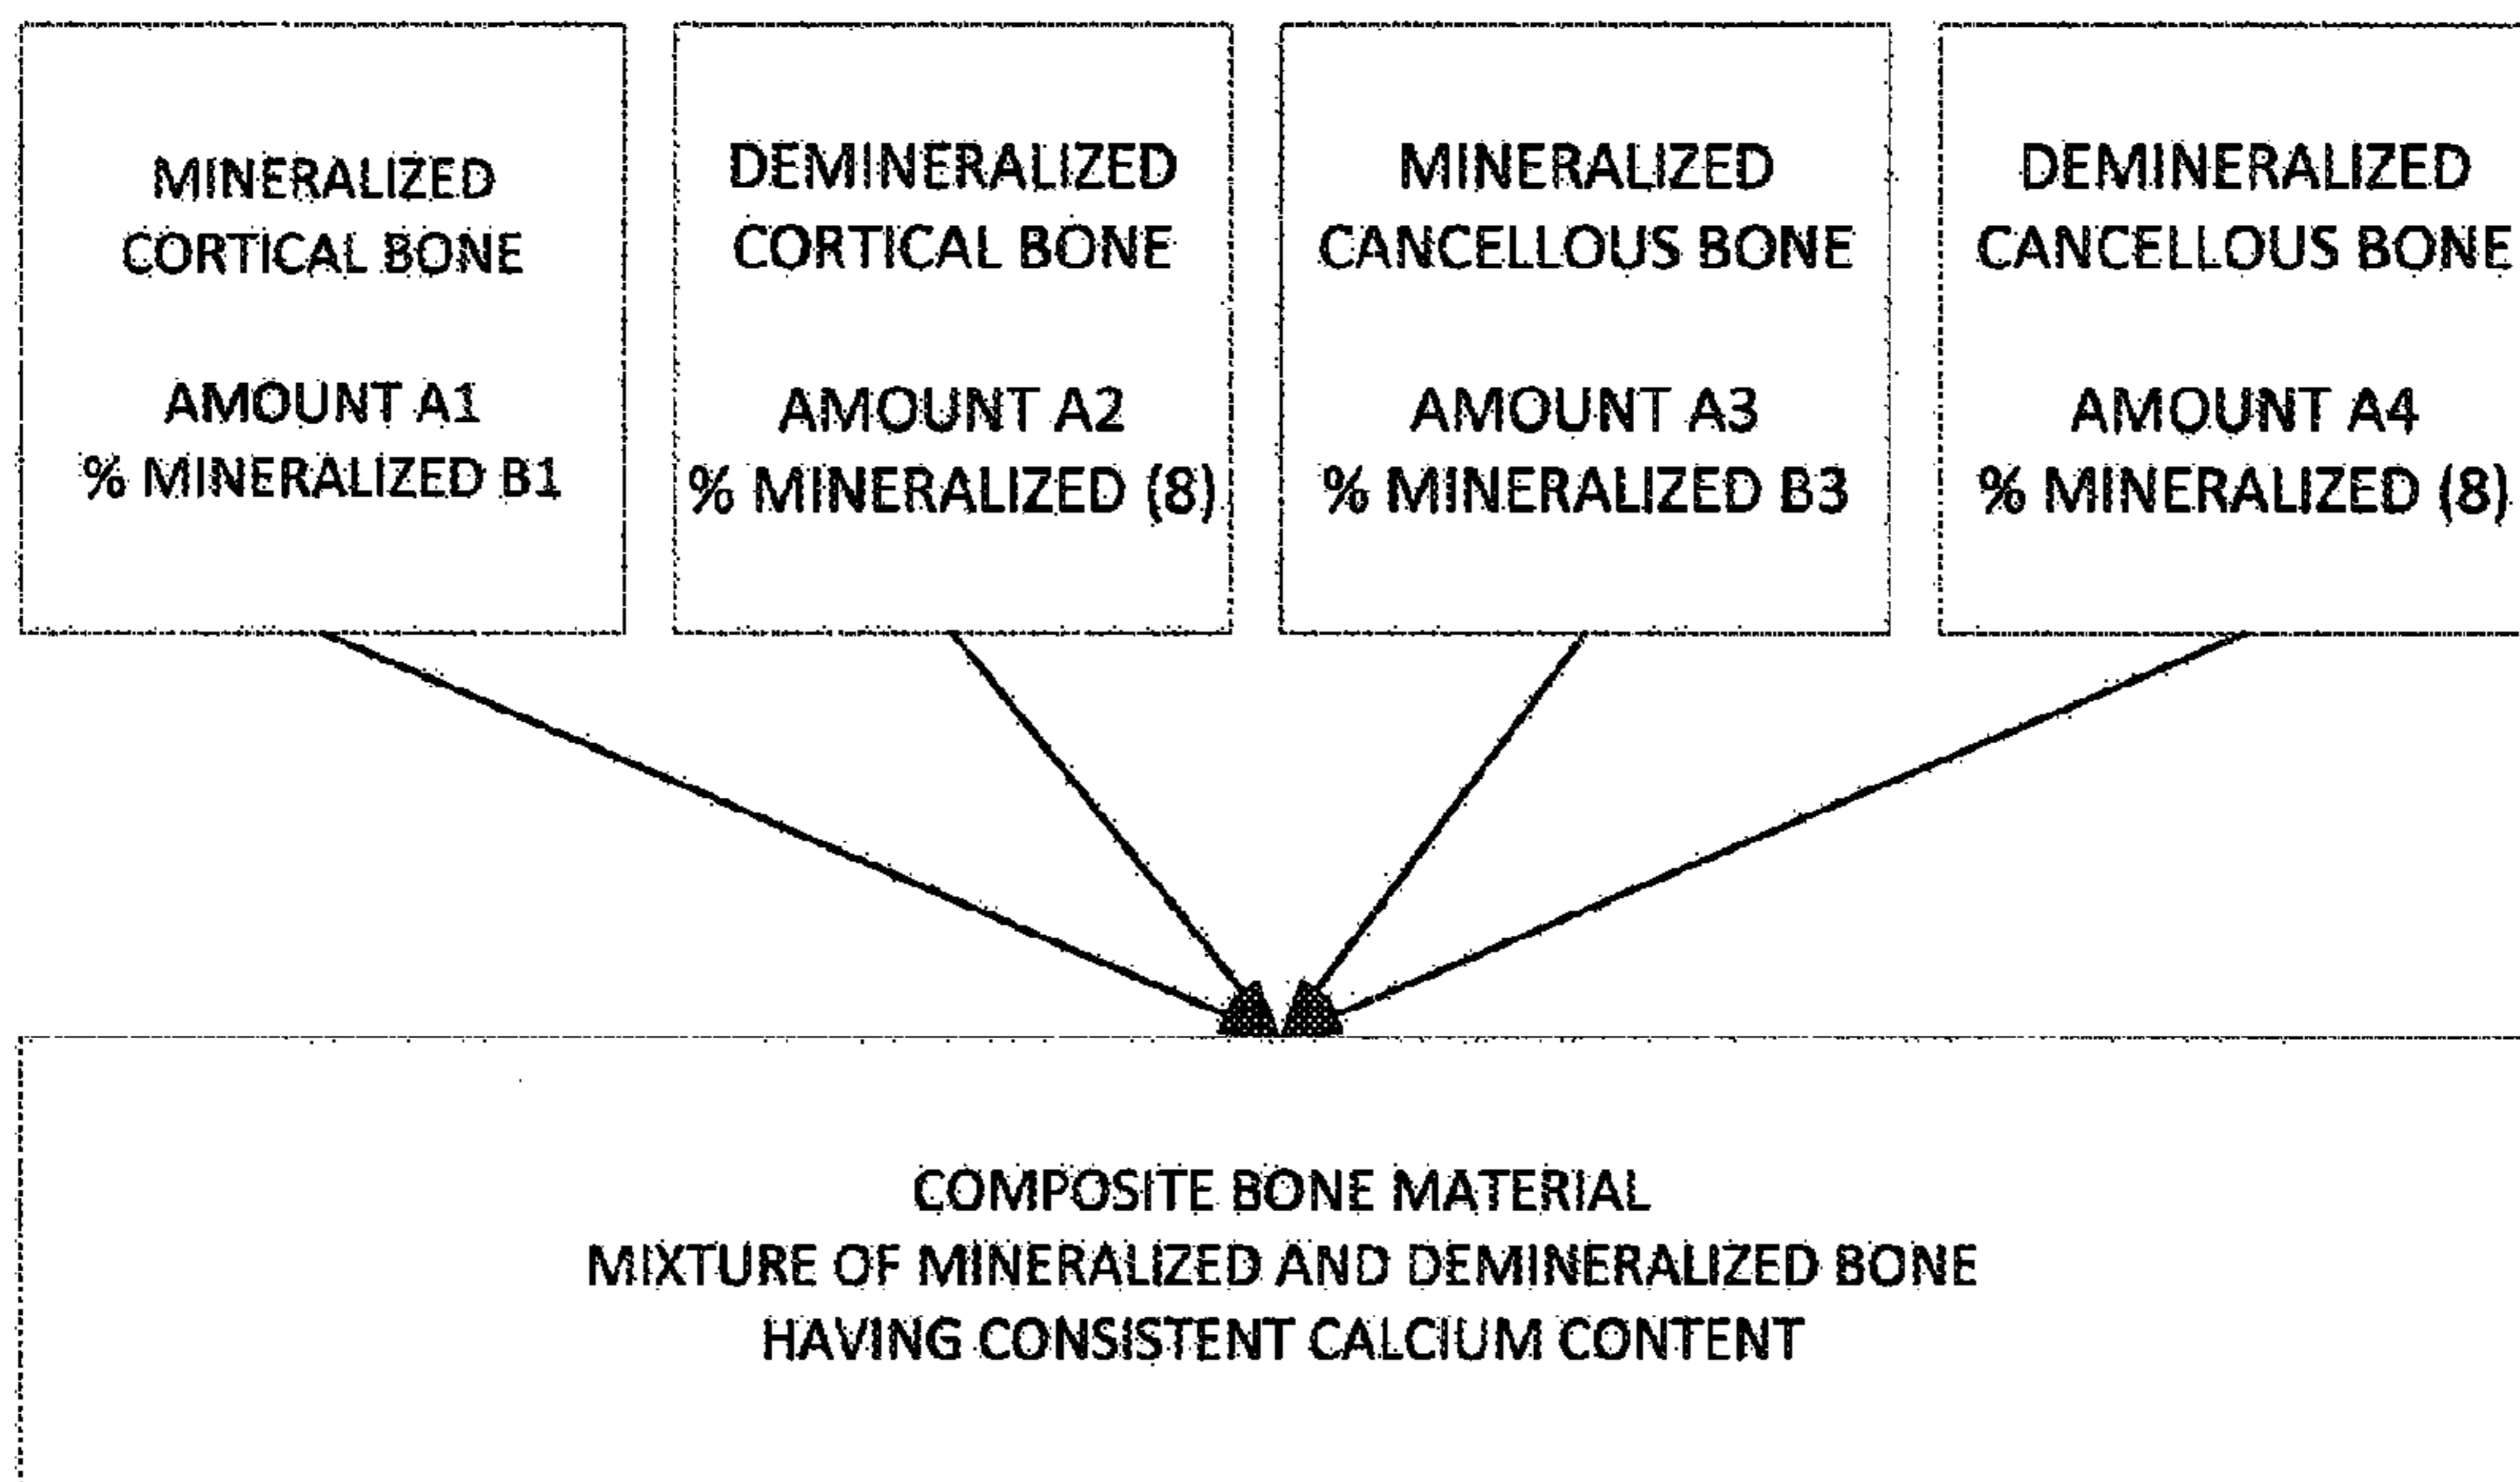 MINERALIZED
CORTICAL BONE
AMOUNT A1
% MINERALIZED B1
DEMINERALIZED
CORTICAL BONE
AMOUNT A2
% MINERALIZED (8)
MINERALIZED
CANCELLOUS BONE
AMOUNT A3
% MINERALIZED B3
DEMINERALIZED
CANCELLOUS BONE
AMOUNT A4
% MINERALIZED (8)
COMPOSITE BONE MATERIAL
MIXTURE OF MINERALIZED AND DEMINERALIZED BONE
HAVING CONSISTENT CALCIUM CONTENT